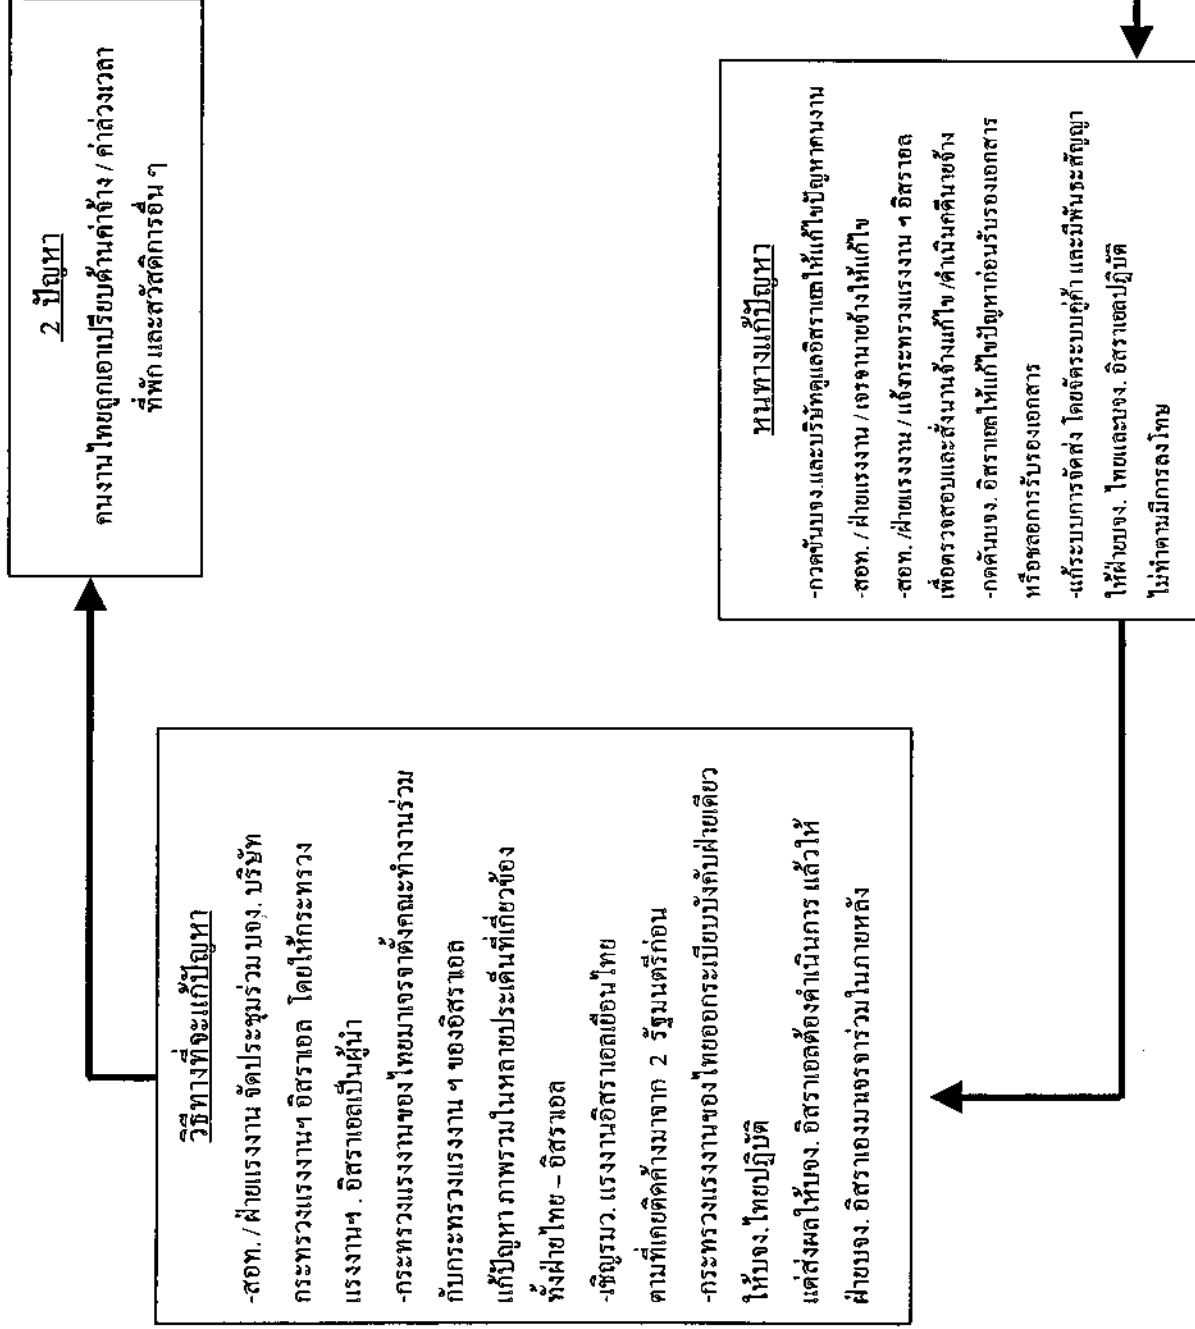 2 ปัญหา
คนงานไทยถูกเอาเปรียบด้านค่าจ้าง / ค่าล่วงเวลา
ที่พัก และสวัสดิการอื่น ๆ
หนทางแก้ปัญหา
-กวดขันบจง.และบริษัทดูแลอิสราเอลให้แก้ไขปัญหาคนงาน
-สอท. / ฝ่ายแรงงาน / เจรจานายจ้างให้แก้ไข
-สอท. /ฝ่ายแรงงาน / แจ้งกระทรวงแรงงาน ฯ อิสราอล
เพื่อตรวจสอบและสั่งนานจ้างแก้ไข /ดำเนินคดีนายจ้าง
-กดดันบจง. อิสราเอลให้แก้ไขปัญหาก่อนรับรองเอกสาร
หรือชลอการรับรองเอกสาร
-แก้ระบบการจัดส่ง โดยจัดระบบคู่ค้า และมีพันธะสัญญา
ให้ฝ่ายบจง. ไทยและบจง. อิสราเอลปฏิบัติ
ไม่ทำตามมีการลงโทษ
วิธีทางที่จะแก้ปัญหา
-สอท. / ฝ่ายแรงงาน จัดประชุมร่วม บจง. บริษัท
กระทรวงแรงงานฯ อิสราเอล โดยให้กระทรวง
แรงงานฯ . อิสราเอลเป็นผู้นำ
-กระทรวงแรงงานของไทยมาเจรจาตั้งคณะทำงานร่วม
กับกระทรวงแรงงาน ฯ ของอิสราแอล
แก้ปัญหา ภาพรวมในหลายประเด็นที่เกี่ยวข้อง
ทั้งฝ่ายไทย – อิสราแอล
-เชิญรมว. แรงงานอิสราเอลเยือนไทย
ตามที่เคยติดค้างมาจาก 2 รัฐมนตรีก่อน
-กระทรวงแรงงานของไทยออกระเบียบบังคับฝ่ายเดียว
ให้บจง.ไทยปฏิบัติ
แต่ส่งผลให้บจง. อิสราเอลต้องดำเนินการ แล้วให้
ฝ่ายบจง. อิสราเองมาเจรจาร่วมในภายหลัง